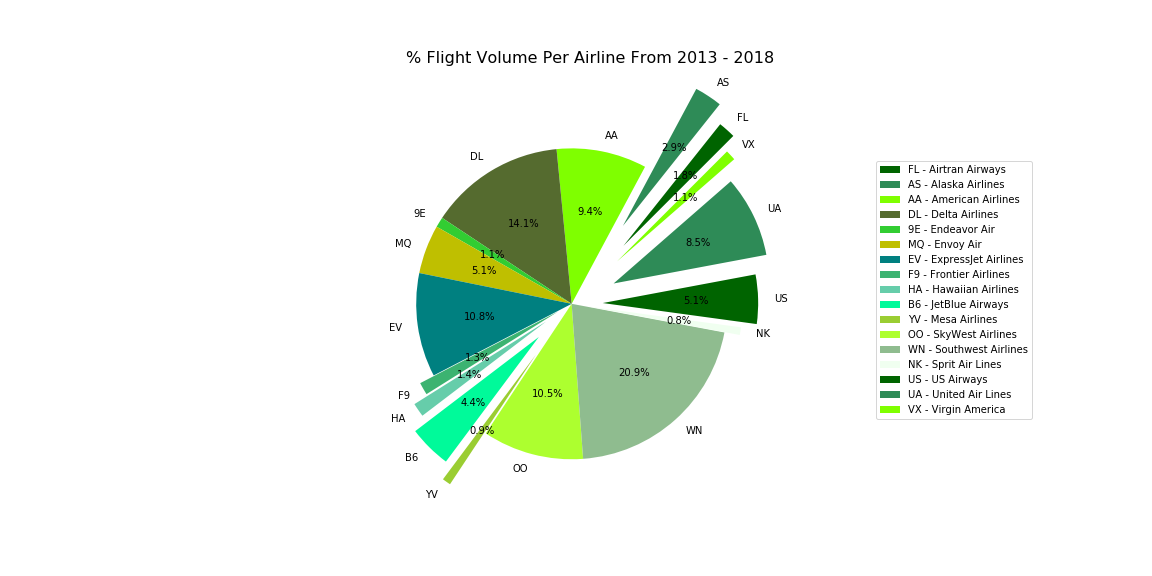 % Flight Volume Per Airline From 2013 - 2018
AS
FL
VX
AA
DL
UA
9E
MQ
US
EV
NK
F9
HA
WN
B6
OO
YV
2.9%
1.8%
1.1%
9.4%
14.1%
8.5%
1.1%
5.1%
5.1%
10.8%
0.8%
1.3%
1.4%
20.9%
10.5%
4.4%
0.9%
FL - Airtran Airways
AS - Alaska Airlines
AA - American Airlines
DL - Delta Airlines
9E - Endeavor Air
MQ - Envoy Air
EV - ExpressJet Airlines
F9 - Frontier Airlines
HA - Hawaiian Airlines
B6 - JetBlue Airways
YV - Mesa Airlines
OO - SkyWest Airlines
WN - Southwest Airlines
NK - Sprit Air Lines
US - US Airways
UA - United Air Lines
VX - Virgin America